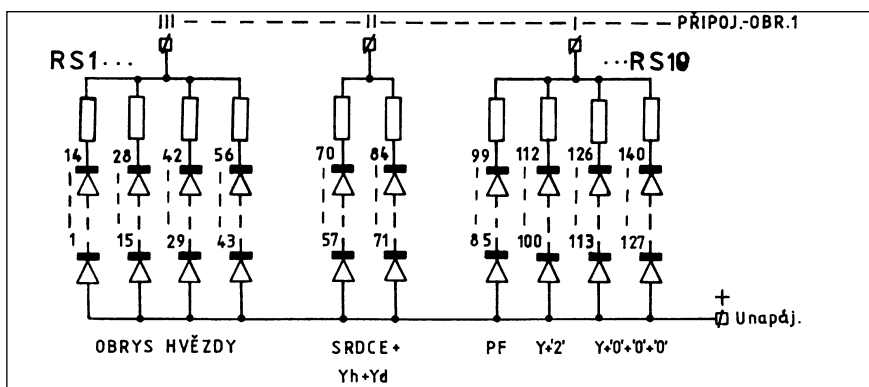 III II I PŘIPOJ.-OBR.1
RS1... ...RS10
14 28 42 56 70 84 99 112 126 140
1 15 29 43 57 71 85 100 113 127
+
Unapáj.
OBRYS HVĚZDY SRDCE+ PF Y+'2' Y+'0'+'0'+'0'
Yh+Yd